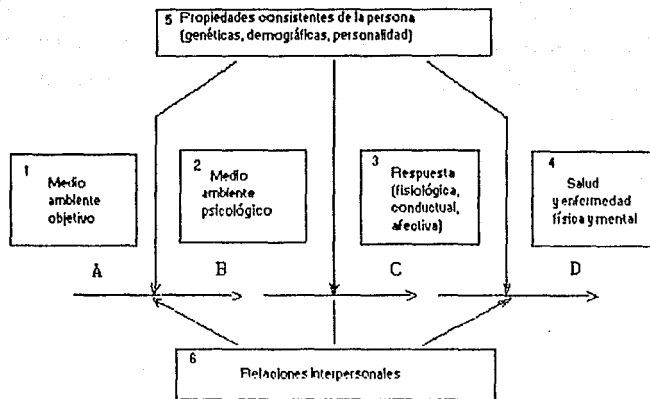 5 Propiedades consistentes de la persona
(genéticas, demográficas, personalidad)
1
Medio
ambiente
objetivo
2
Medio
ambiente
psicológico
3
Respuesta
(fisiológica,
conductual,
afectiva)
4
Salud
y enfermedad
física y mental
A B C D
6
Relaciones Interpersonales